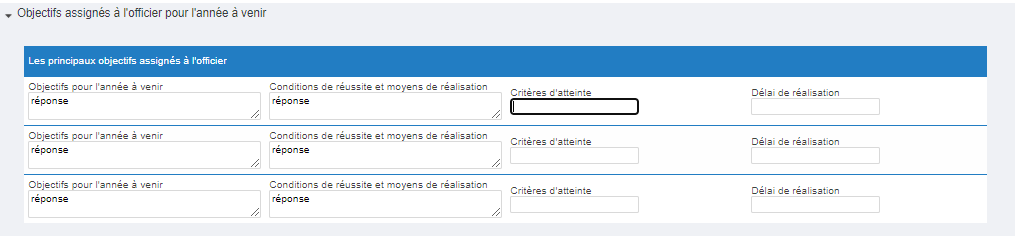 Objectifs assignés à l'officier pour l'année à venir
Les principaux objectifs assignés à l'officier
Objectifs pour l'année à venir Conditions de réussite et moyens de réalisation Critères d'atteinte Délai de réalisation
réponse réponse
Objectifs pour l'année à venir Conditions de réussite et moyens de réalisation Critères d'atteinte Délai de réalisation
réponse réponse
Objectifs pour l'année à venir Conditions de réussite et moyens de réalisation Critères d'atteinte Délai de réalisation
réponse réponse